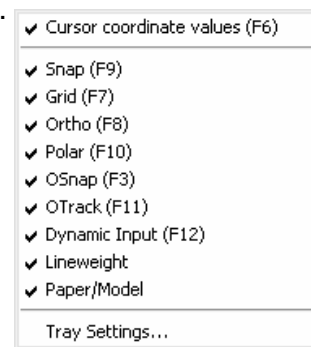 .
Cursor coordinate values (F6)
Snap (F9)
Grid (F7)
Ortho (F8)
Polar (F10)
OSnap (F3)
OTrack (F11)
Dynamic Input (F12)
Lineweight
Paper/Model
Tray Settings...